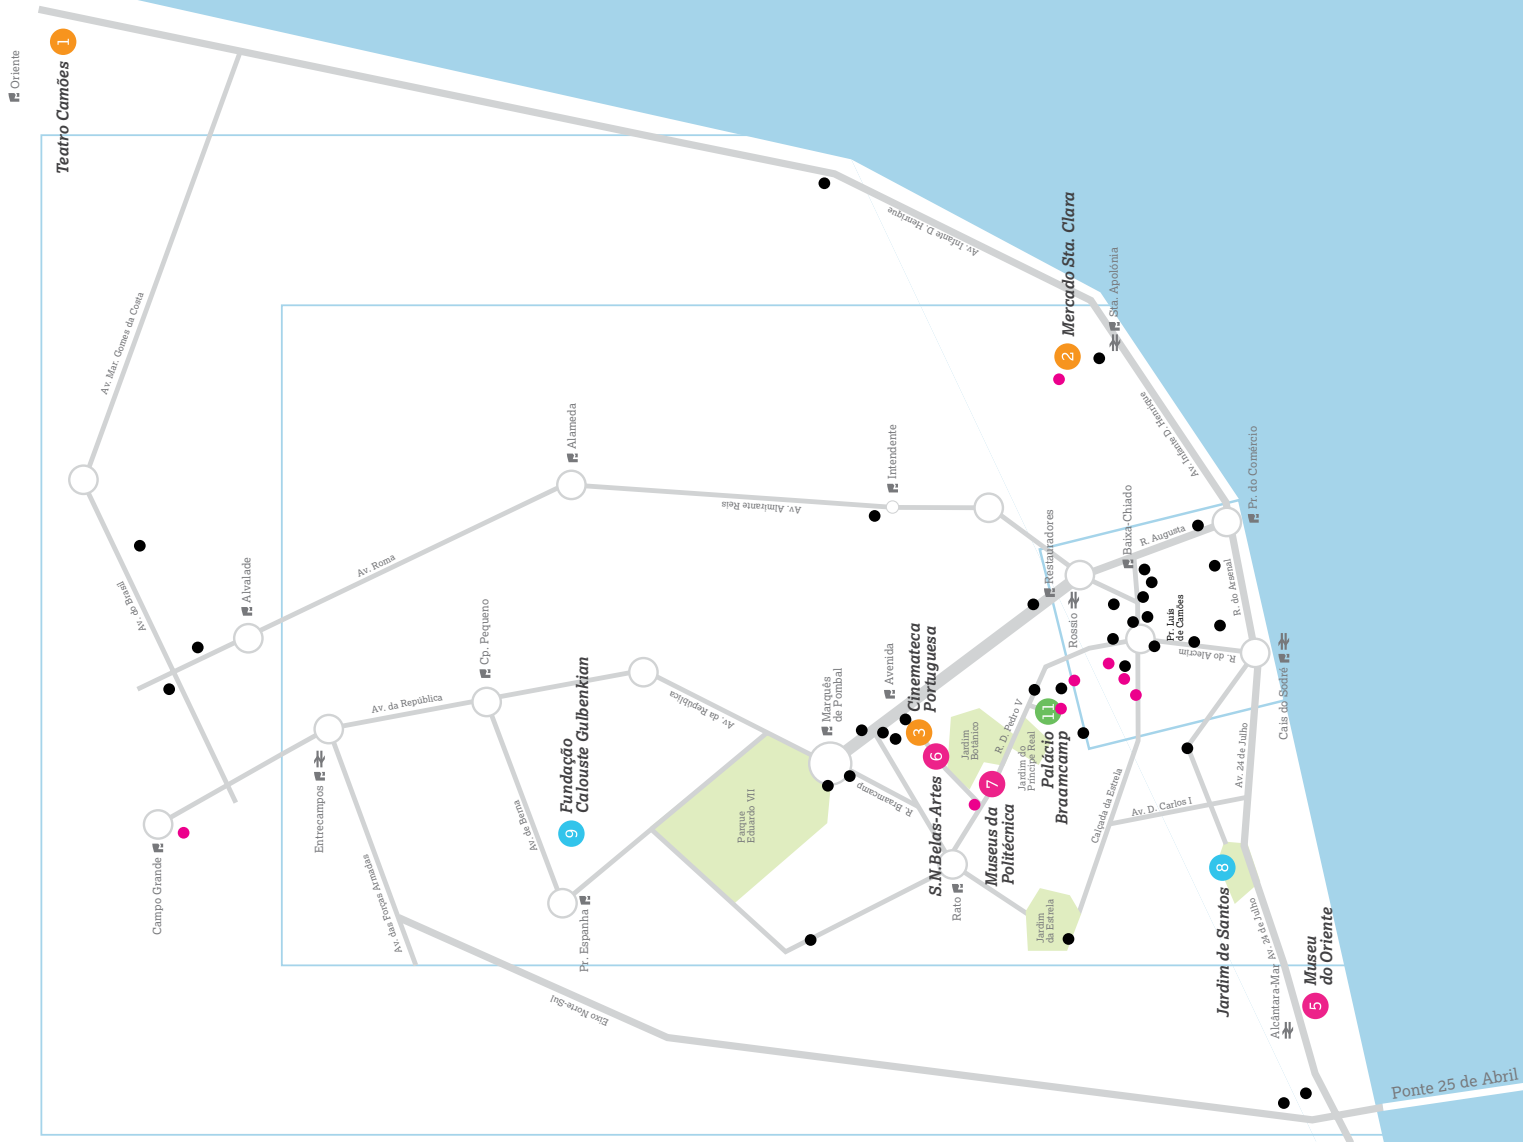 Oriente
1
Teatro Camões
Av. Mar. Gomes da Costa
Av. Infante D. Henrique
2
Mercado Sta. Clara
Sta. Apolónia
Av. Infante D. Henrique
Alameda
Intendente
Av. Almirante Reis
Pr. do Comércio
Restauradores
Baixa-Chiado
R. Augusta
Av. Roma
Av. do Brasil
Alvalade
Cp. Pequeno
Rossio
Pr. Luis
de Camões
R. do Arsenal
R. do Alecrim
Cais do Sodré
Av. da República
Av. da República
Fundação
Calouste Gulbenkian
9
Marquês
de Pombal
Avenida
Cinemateca
Portuguesa
3
6
S.N.Belas-Artes
Jardim
Botânico
R. D. Pedro V
11
Palácio
Braamcamp
Jardim do
Príncipe Real
7
Museus da
Politécnica
Entrecampos
Campo Grande
Av. de Berna
Av. das Forças Armadas
Pr. Espanha
Parque
Eduardo VII
R. Braamcamp
Rato
Jardim
da Estrela
Calçada da Estrela
Av. D. Carlos I
Av. 24 de Julho
8
Jardim de Santos
Av. 24 de Julho
Alcântara-Mar
5
Museu
do Oriente
Eixo Norte-Sul
Ponte 25 de Abril